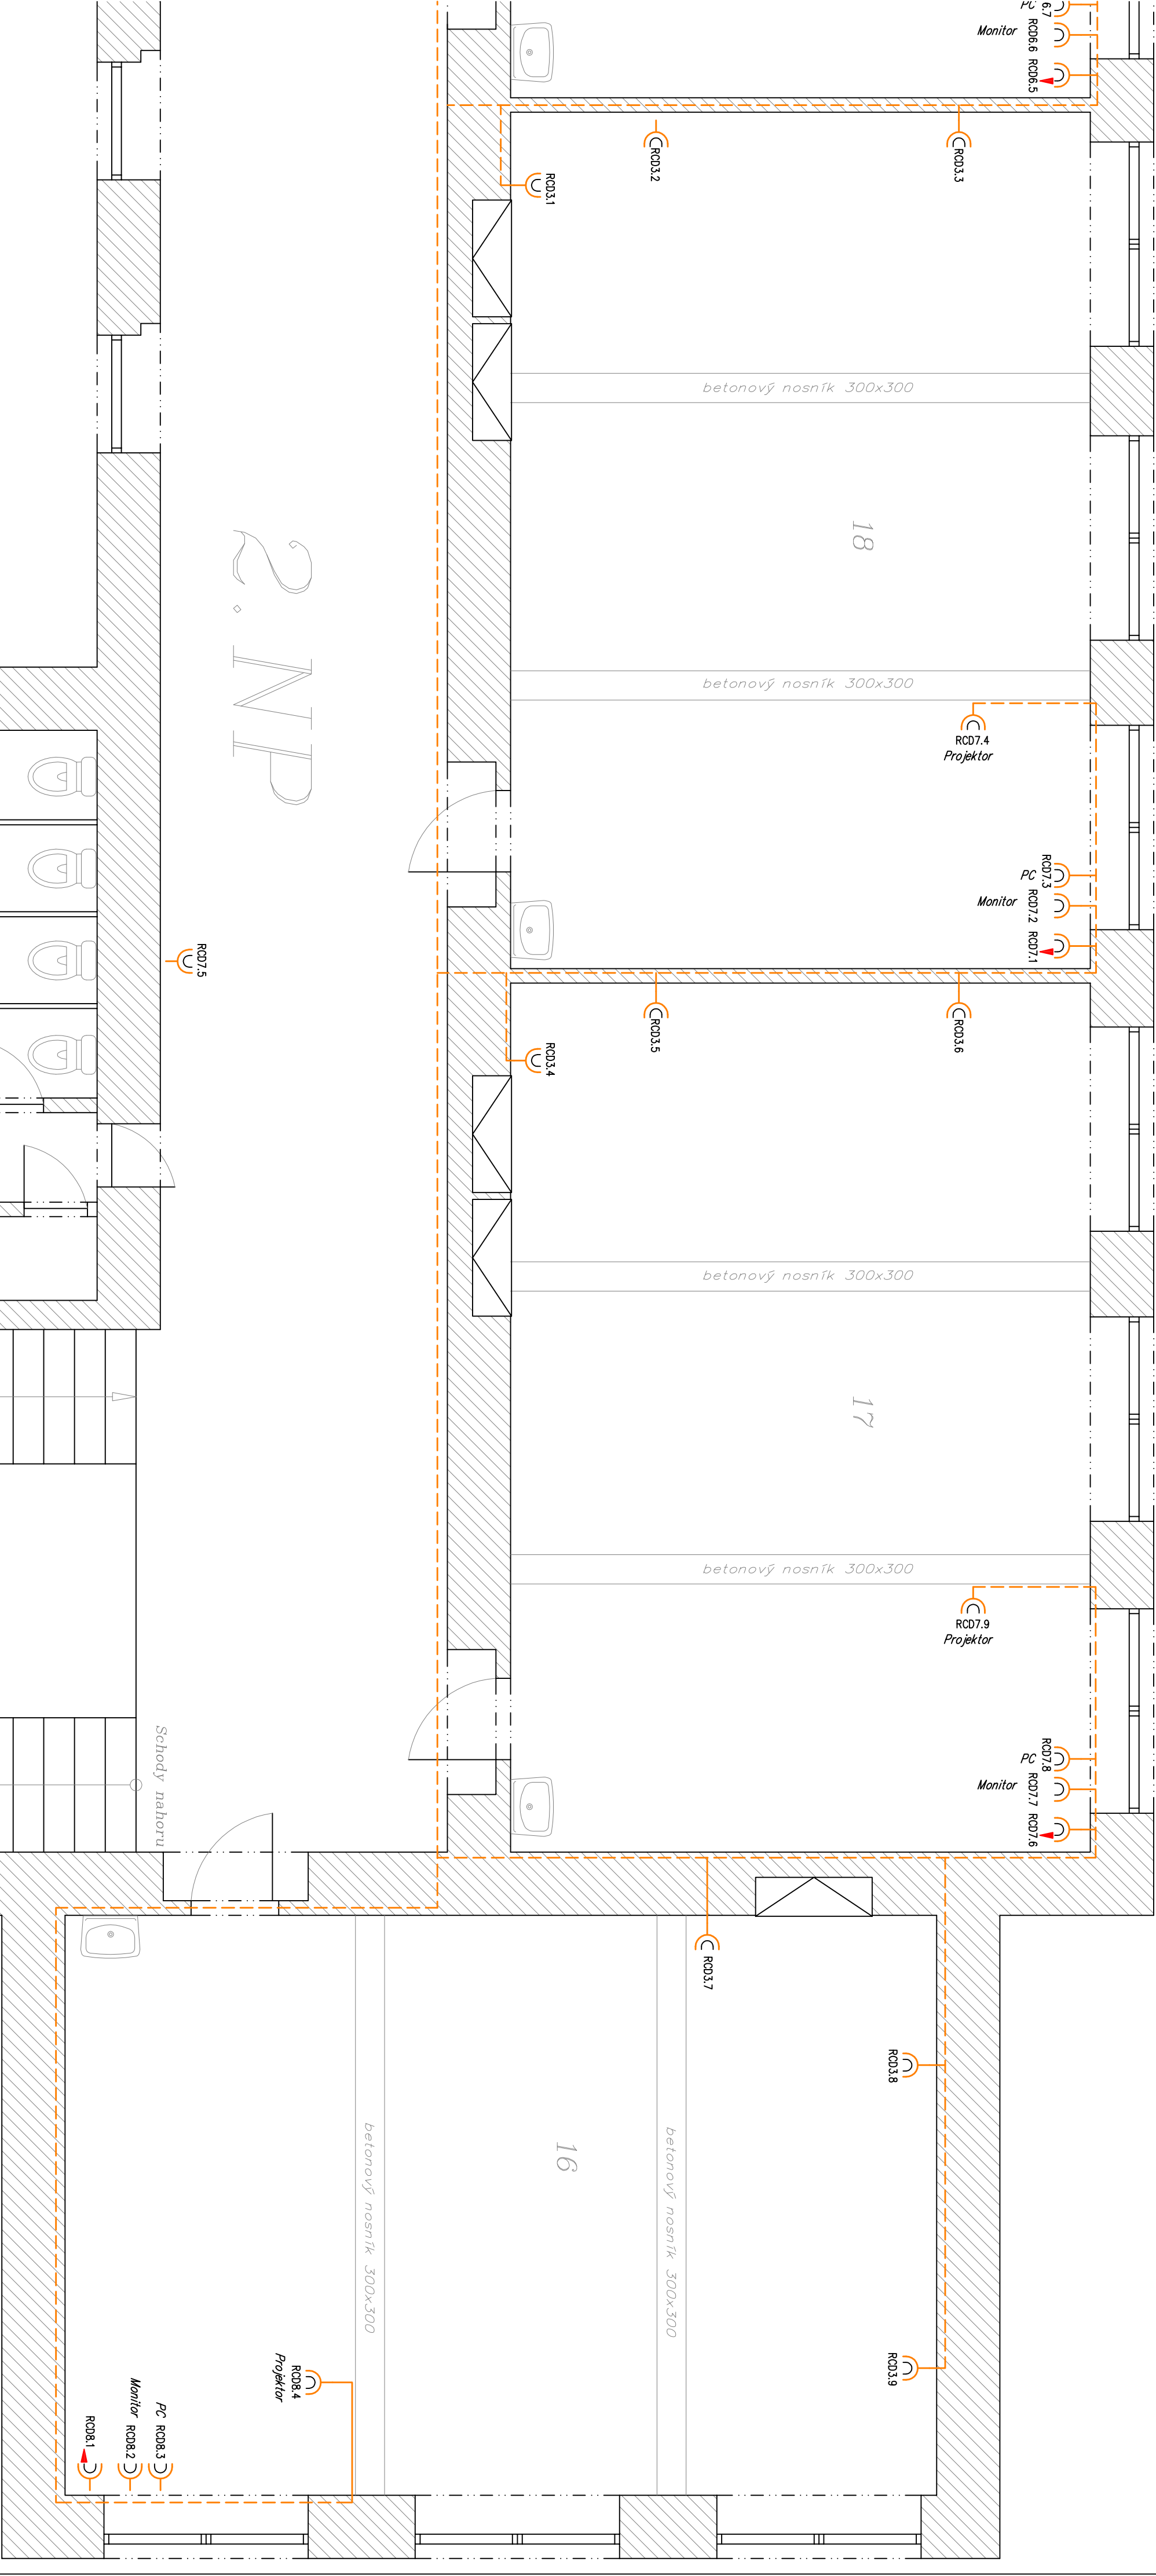 PC 6.7
Monitor RCD6.6
RCD6.5
RCD3.1
RCD3.2
RCD3.3
betonový nosník 300x300
18
betonový nosník 300x300
2.NP
RCD7.4
Projektor
RCD7.3
PC
Monitor RCD7.2
RCD7.1
RCD7.5
RCD3.4
RCD3.5
RCD3.6
betonový nosník 300x300
17
betonový nosník 300x300
RCD7.9
Projektor
RCD7.8
PC
Monitor RCD7.7
RCD7.6
Schody nahoru
RCD3.7
RCD3.8
16
betonový nosník 300x300
betonový nosník 300x300
RCD3.9
RCD8.4
Projektor
PC RCD8.3
Monitor RCD8.2
RCD8.1